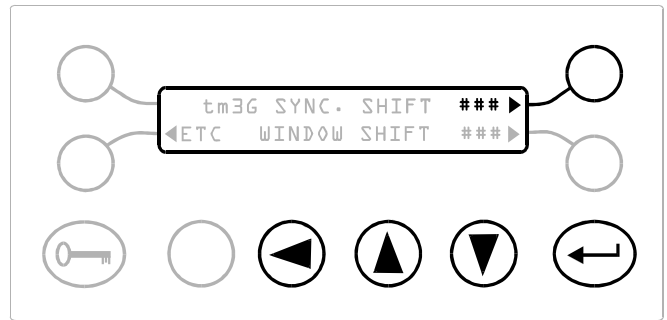 tm3G SYNC. SHIFT ### ▶
◀ETC WINDOW SHIFT ###▶